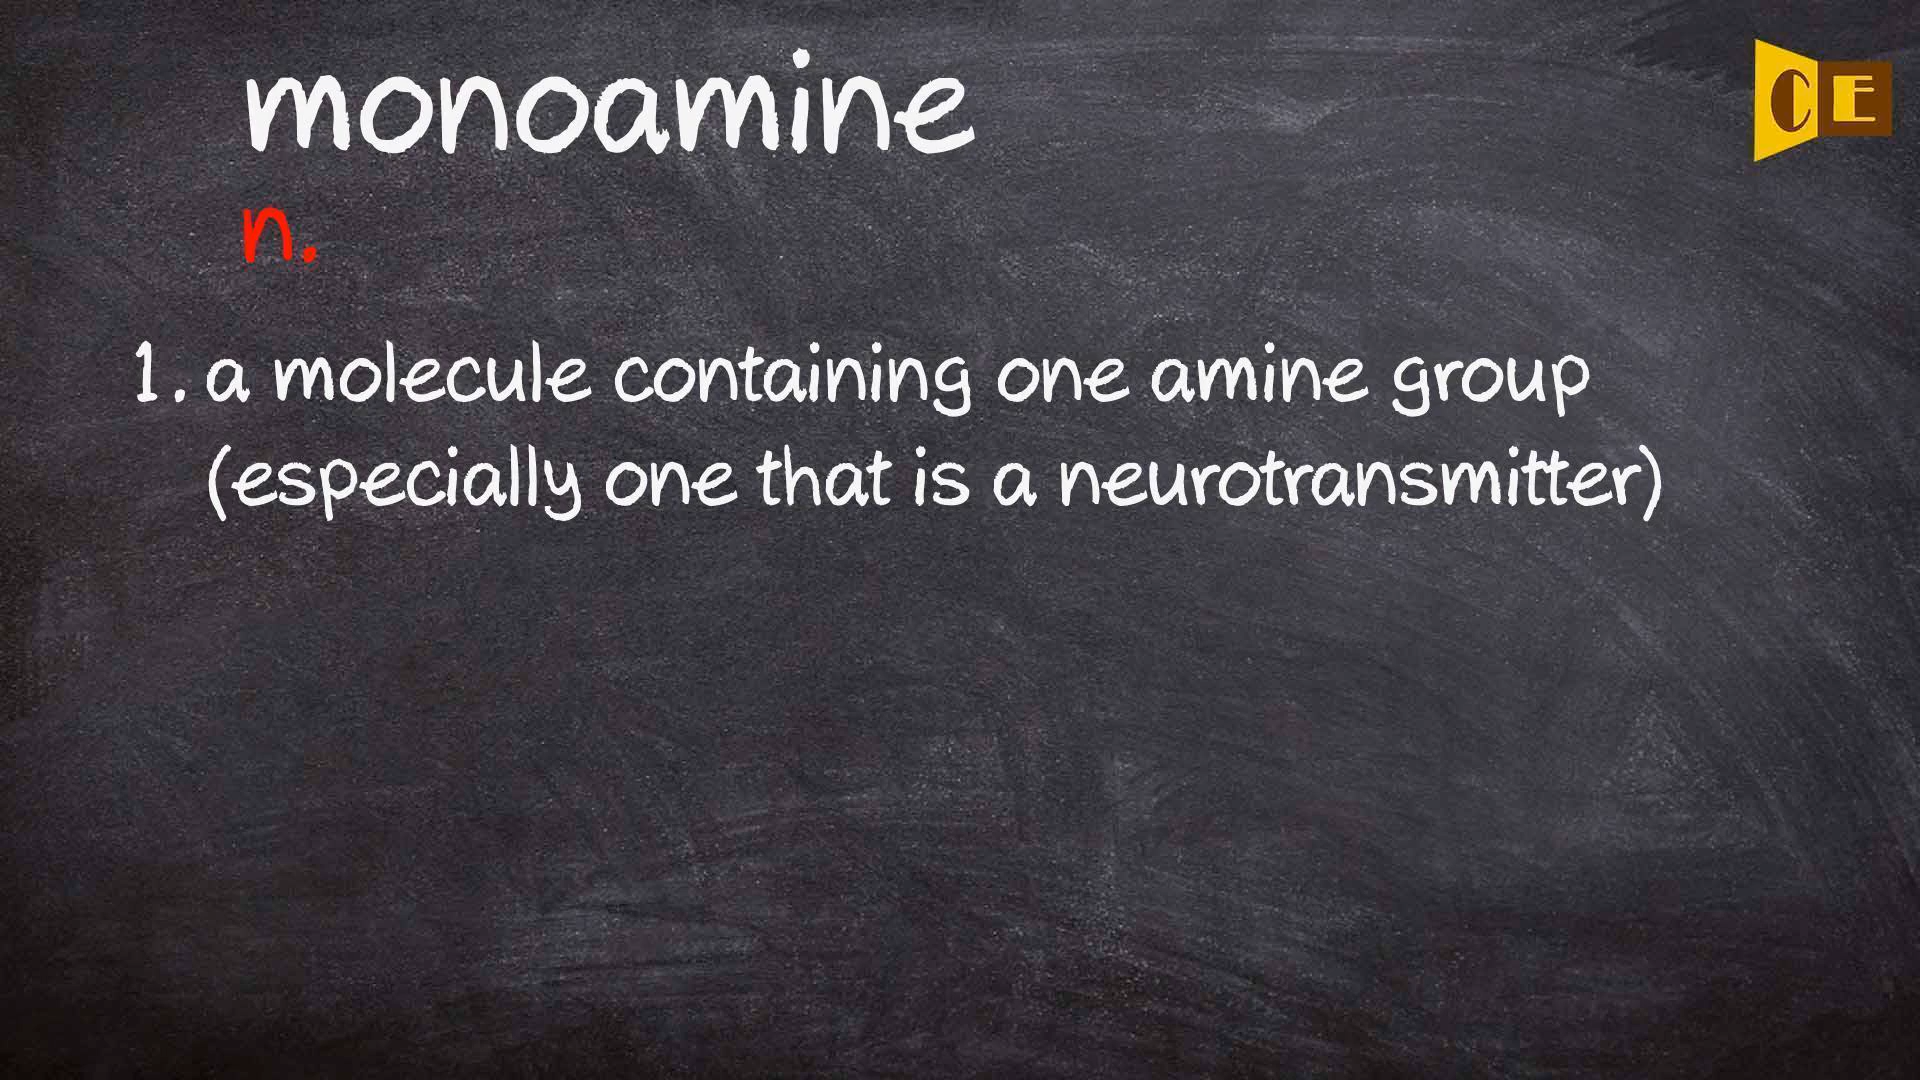 monoamine
CE
n.
1. a molecule containing one amine group
(especially one that is a neurotransmitter)